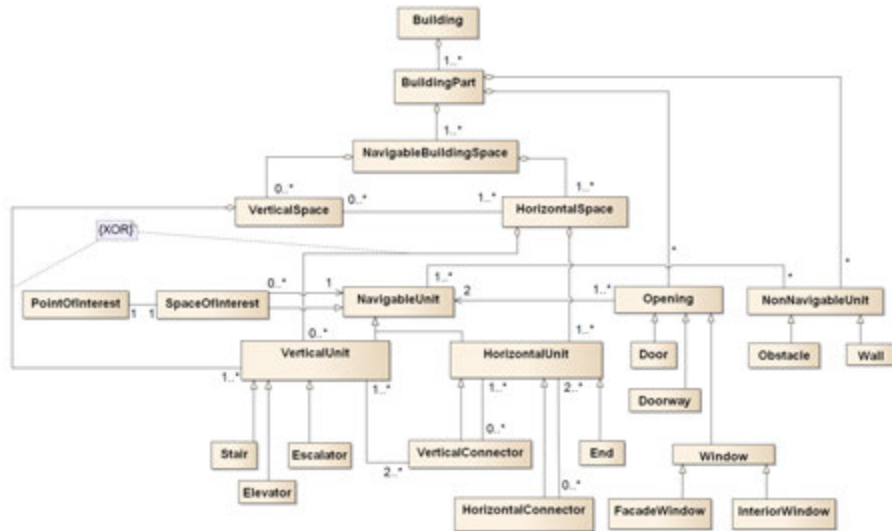 Building
1..*
BuildingPart
1..*
NavigableBuildingSpace
0..*
1..*
VerticalSpace
0..*
1..*
HorizontalSpace
{XOR}
PointOfInterest
1
1
SpaceOfInterest
0..*
1
NavigableUnit
1..*
2
1..*
*
Opening
*
*
NonNavigableUnit
0..*
1..*
VerticalUnit
HorizontalUnit
Door
Obstacle
Wall
1..*
1..*
1..*
2..*
Doorway
Stair
Escalator
0..*
VerticalConnector
End
Window
2..*
Elevator
0..*
HorizontalConnector
FacadeWindow
InteriorWindow